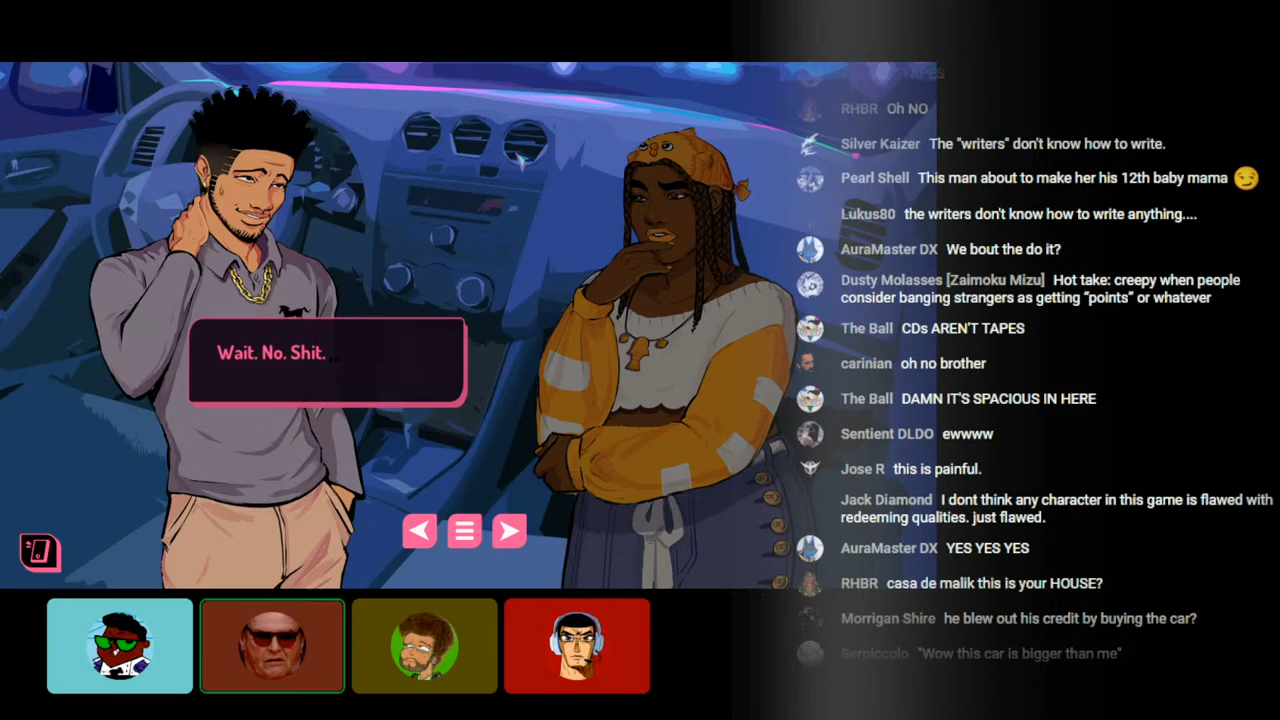 TAPES
RHBR Oh NO
Silver Kaizer The "writers" don't know how to write.
Pearl Shell This man about to make her his 12th baby mama
Lukus80 the writers don't know how to write anything....
AuraMaster DX We bout the do it?
Dusty Molasses [Zaimoku Mizu] Hot take: creepy when people
consider banging strangers as getting “points” or whatever
The Ball CDs AREN'T TAPES
carinian oh no brother
The Ball DAMN IT'S SPACIOUS IN HERE
Sentient DLDO ewwww
Jose R this is painful.
Jack Diamond I dont think any character in this game is flawed with
redeeming qualities. just flawed.
AuraMaster DX YES YES YES
RHBR casa de malik this is your HOUSE?
Morrigan Shire he blew out his credit by buying the car?
Serpiccolo "Wow this car is bigger than me"
Wait. No. Shit...